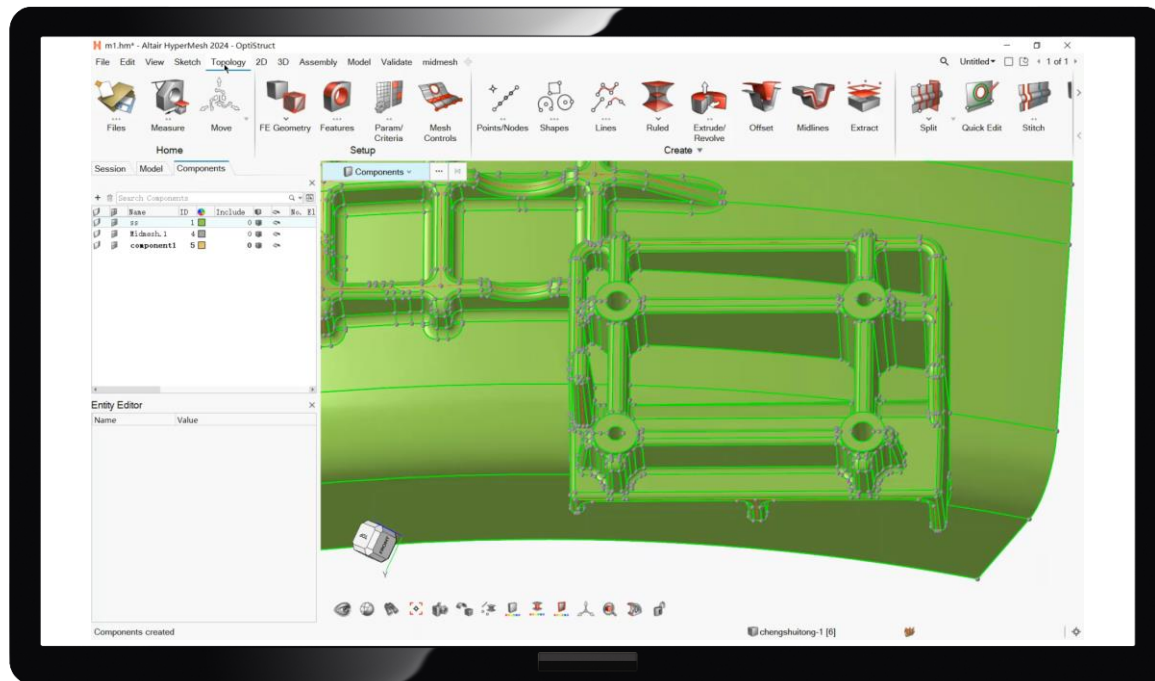 m1.hm* - Altair HyperMesh 2024 - OptiStruct
File Edit View Sketch Topology 2D 3D Assembly Model Validate midmesh
Untitled
1 of 1
Files Measure Move FE Geometry Features Param/ Criteria Mesh Controls Points/Nodes Shapes Lines Ruled Extrude/ Revolve Offset Midlines Extract Split Quick Edit Stitch
Home Setup Create
Session Model Components
Components
Search Components
Name ID Include No. El
ss 1 0
Midmesh.1 4 0
component1 5 0
Entity Editor
Name Value
Components created
chengshuitong-1 [6]